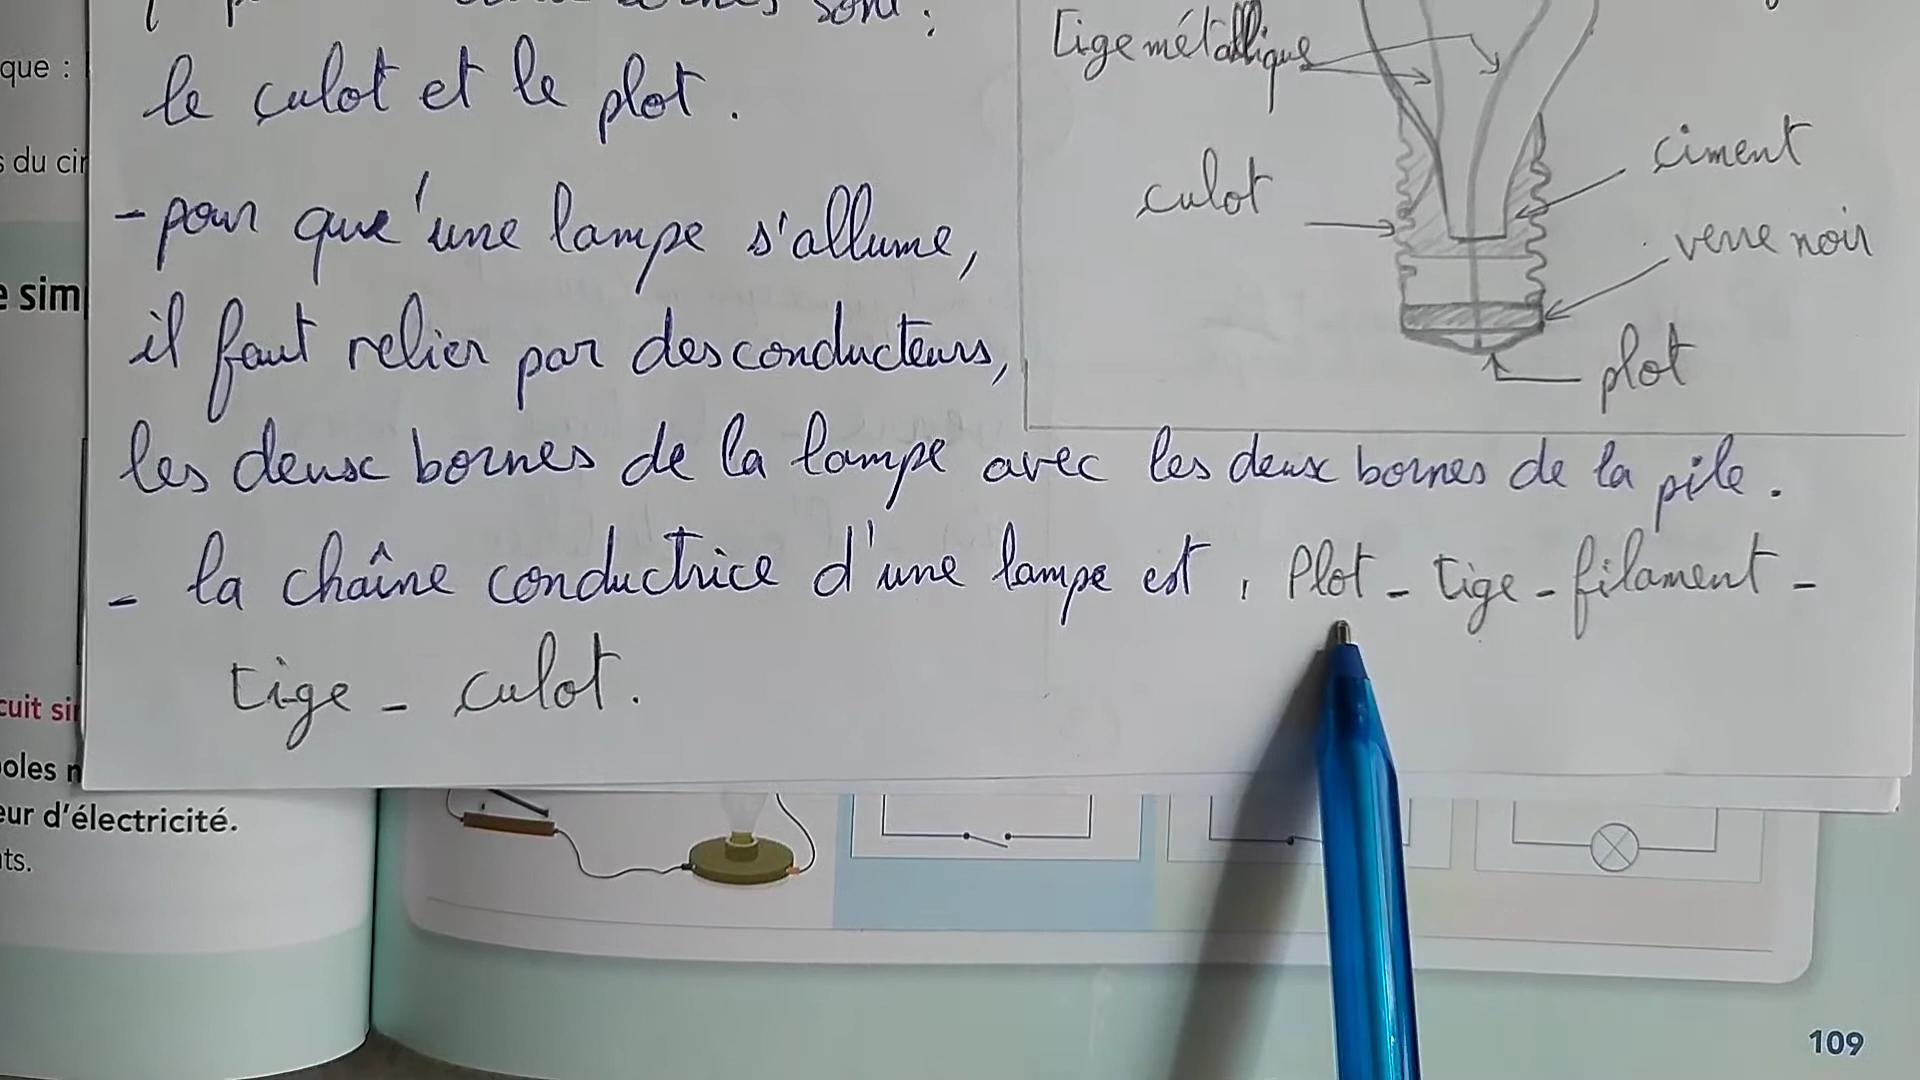 sont :
le culot et le plot.
- pour que'une lampe s'allume,
il faut relier par des conducteurs,
les deux bornes de la lampe avec les deux bornes de la pile.
- la chaîne conductrice d'une lampe est : Plot - tige - filament -
tige - culot.
Tige métallique
culot
ciment
verre noir
plot
que :
s du cir
e sim
cuit si
oles n
eur d'électricité.
ts.
109